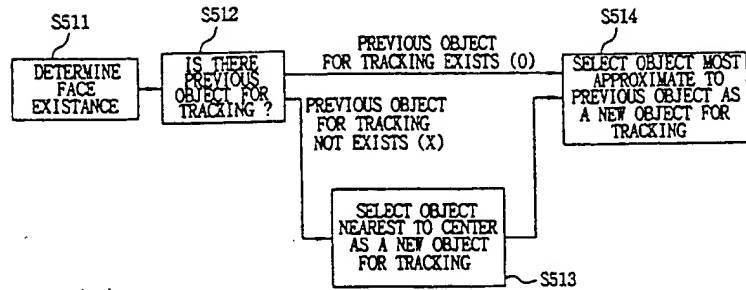 S511
DETERMINE
FACE
EXISTANCE
S512
IS THERE
PREVIOUS
OBJECT FOR
TRACKING ?
PREVIOUS OBJECT
FOR TRACKING EXISTS (O)
PREVIOUS OBJECT
FOR TRACKING
NOT EXISTS (X)
S514
SELECT OBJECT MOST
APPROXIMATE TO
PREVIOUS OBJECT AS
A NEW OBJECT FOR
TRACKING
SELECT OBJECT
NEAREST TO CENTER
AS A NEW OBJECT
FOR TRACKING
S513